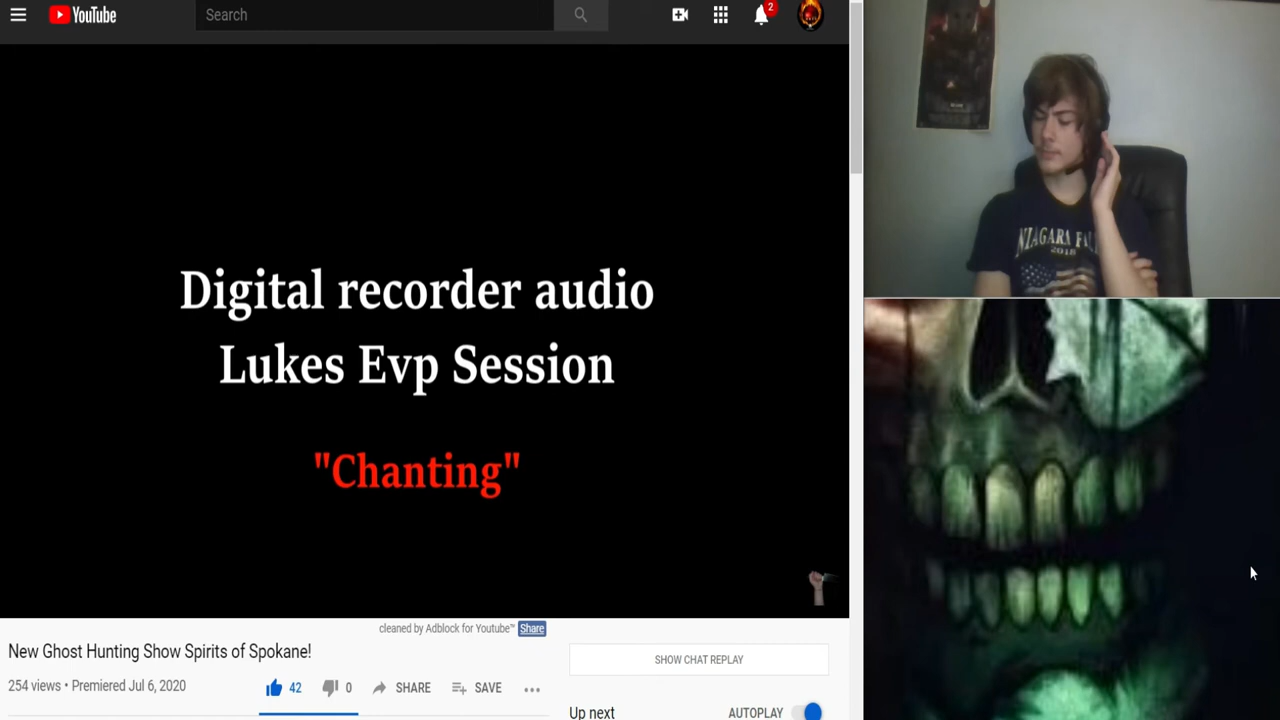 YouTube
Search
2
Digital recorder audio
Lukes Evp Session
"Chanting"
cleaned by Adblock for Youtube™ Share
New Ghost Hunting Show Spirits of Spokane!
254 views • Premiered Jul 6, 2020
42
0
SHARE
SAVE
SHOW CHAT REPLAY
Up next
AUTOPLAY
NIAGARA
2018